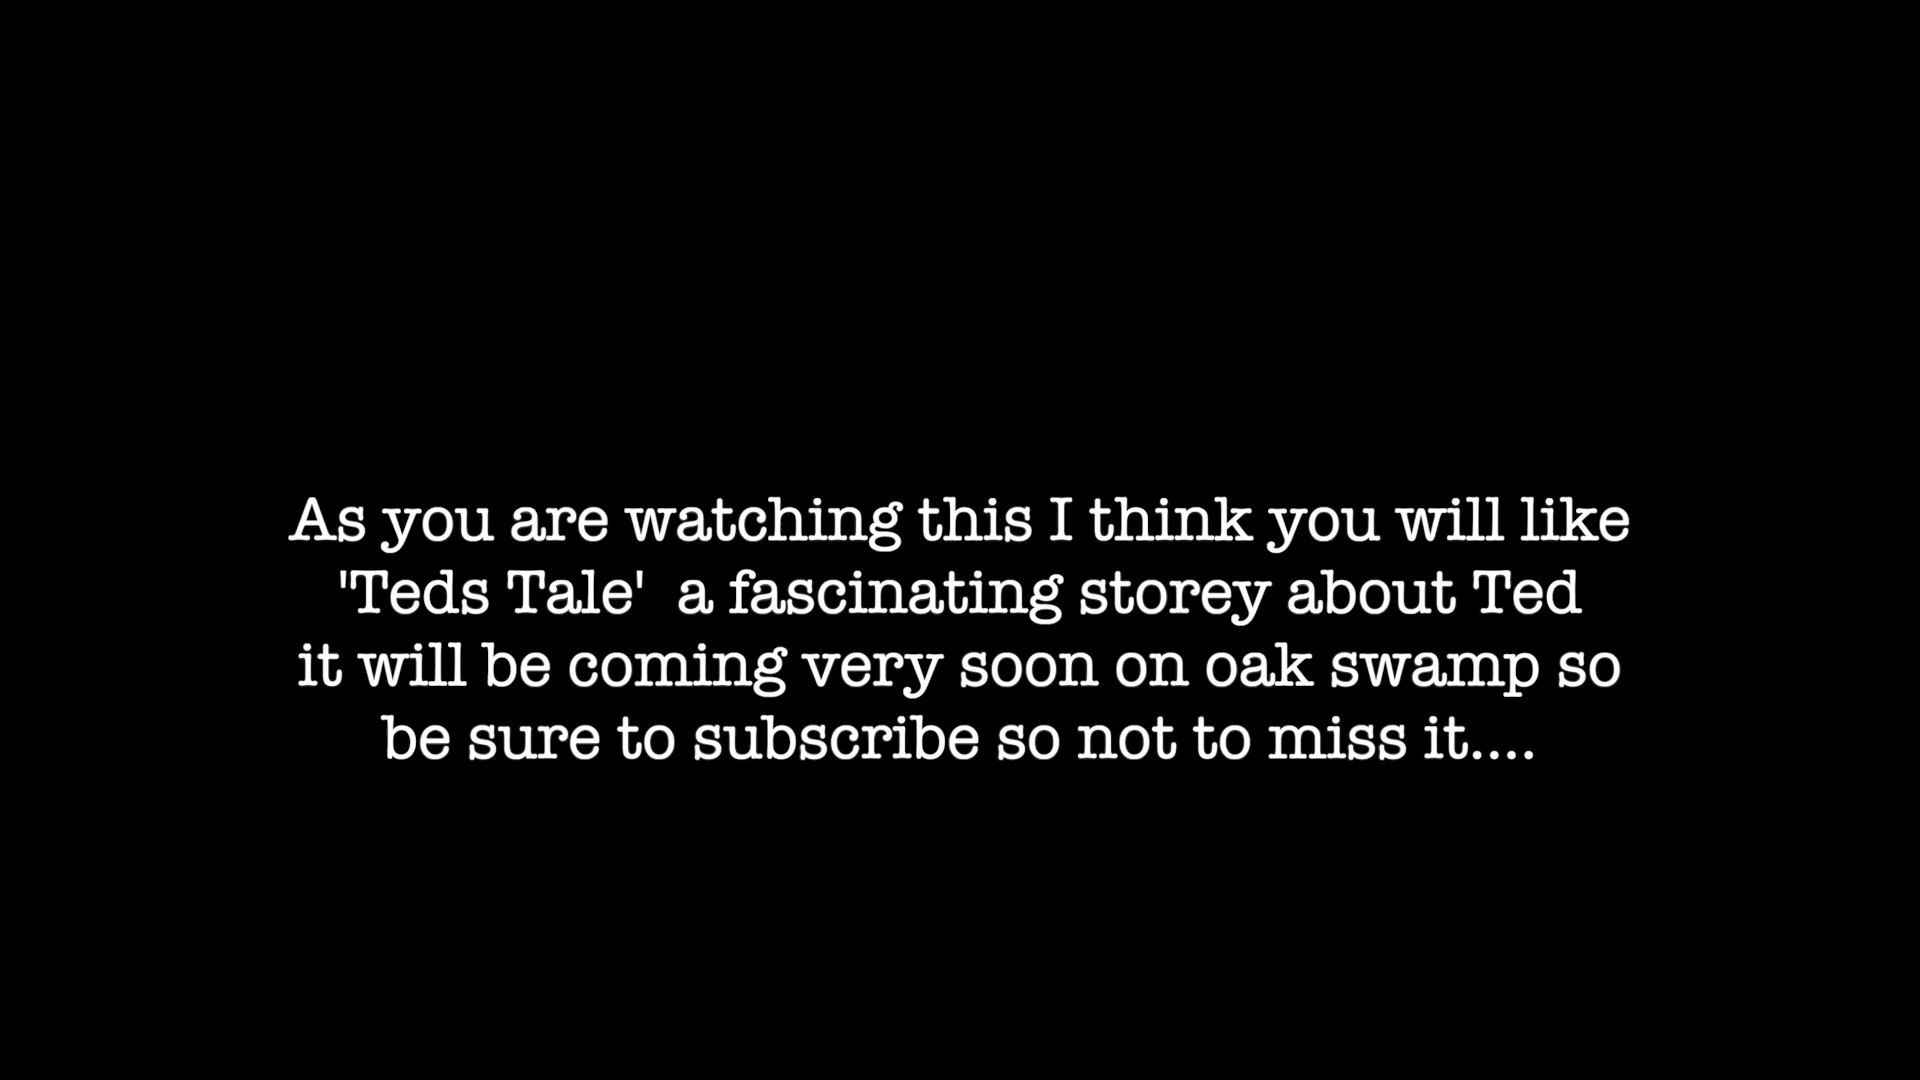 As you are watching this I think you will like
'Teds Tale'  a fascinating storey about Ted
it will be coming very soon on oak swamp so
be sure to subscribe so not to miss it....